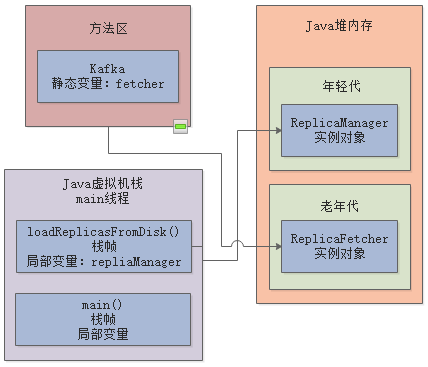 方法区
Kafka
静态变量：fetcher
Java虚拟机栈
main线程
loadReplicasFromDisk()
栈帧
局部变量：repliaManager
main()
栈帧
局部变量
Java堆内存
年轻代
ReplicaManager
实例对象
老年代
ReplicaFetcher
实例对象